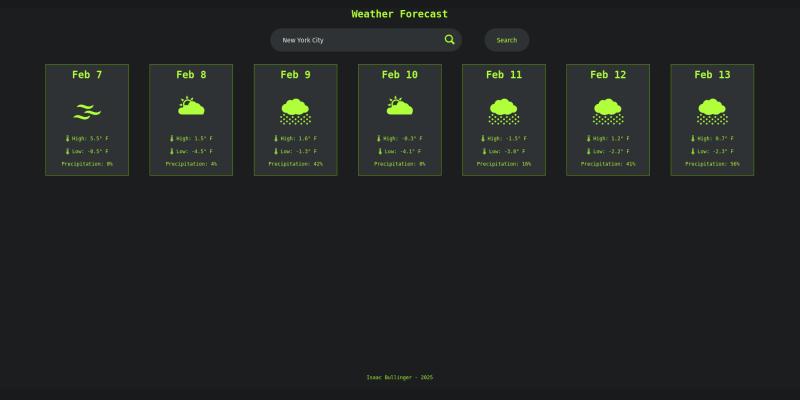 Weather Forecast
New York City
Search
Feb 7
High: 5.5° F
Low: -0.5° F
Precipitation: 0%
Feb 8
High: 1.5° F
Low: -4.5° F
Precipitation: 4%
Feb 9
High: 1.6° F
Low: -1.3° F
Precipitation: 42%
Feb 10
High: -0.3° F
Low: -4.1° F
Precipitation: 0%
Feb 11
High: -1.5° F
Low: -3.8° F
Precipitation: 16%
Feb 12
High: 1.2° F
Low: -2.2° F
Precipitation: 41%
Feb 13
High: 0.7° F
Low: -2.3° F
Precipitation: 56%
Isaac Bullinger - 2025